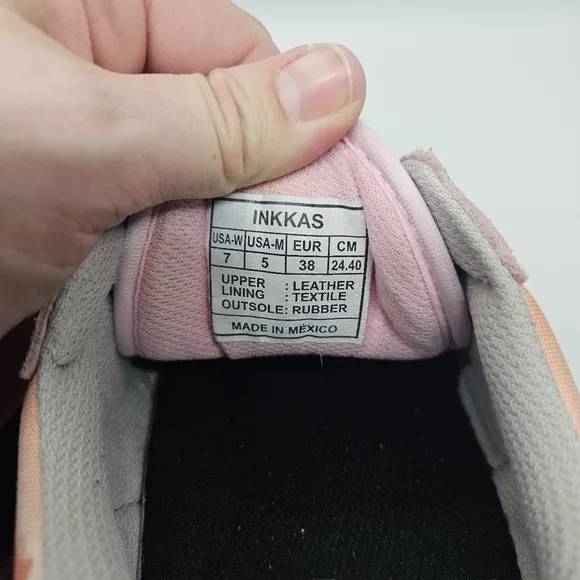 INKKAS
USA-W USA-M EUR CM
7 5 38 24.40
UPPER : LEATHER
LINING : TEXTILE
OUTSOLE: RUBBER
MADE IN MÉXICO